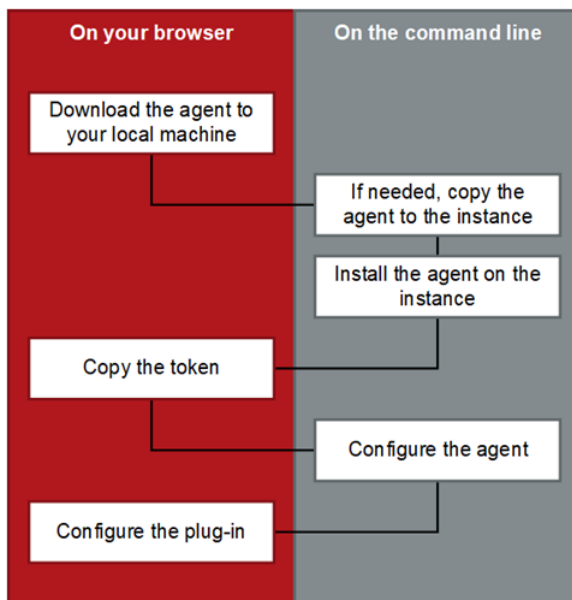 On your browser
On the command line
Download the agent to
your local machine
If needed, copy the
agent to the instance
Install the agent on the
instance
Copy the token
Configure the agent
Configure the plug-in